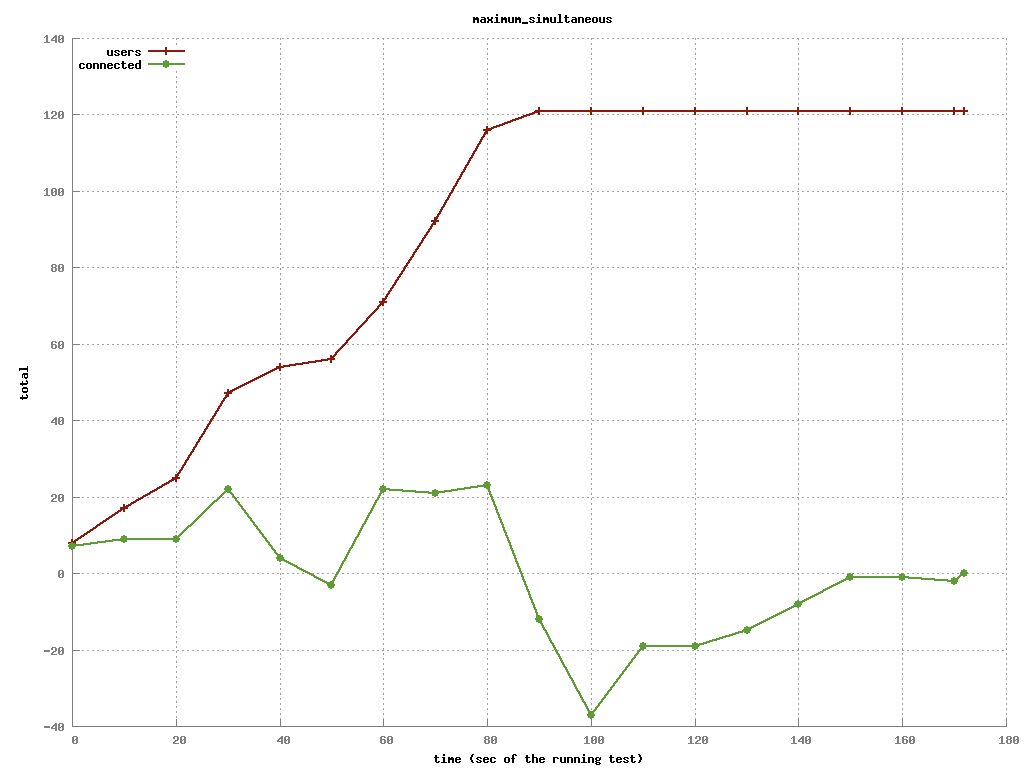 maximum_simultaneous
140
users
connected
120
100
80
60
total
40
20
0
-20
-40
0 20 40 60 80 100 120 140 160 180
time (sec of the running test)